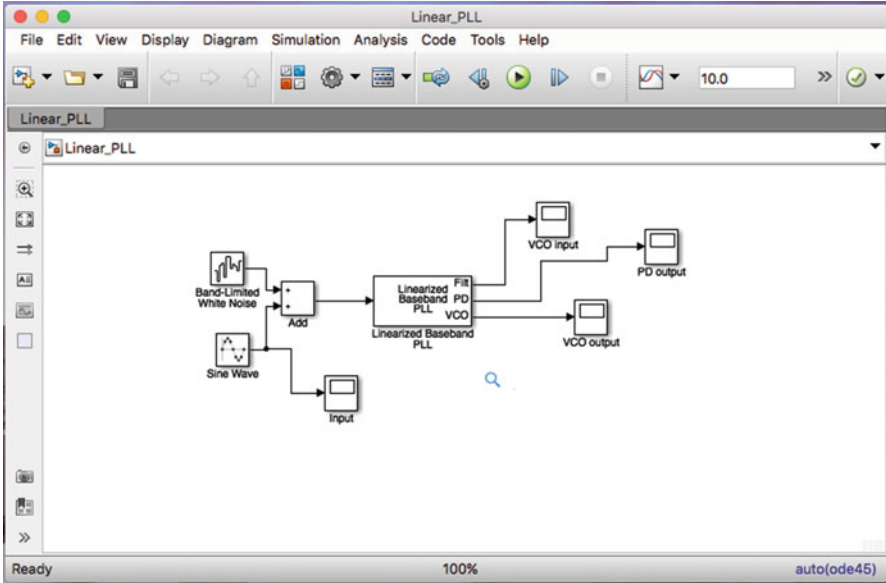 Linear_PLL
File Edit View Display Diagram Simulation Analysis Code Tools Help
10.0
Linear_PLL
Linear_PLL
VCO input
PD output
Band-Limited
White Noise
+
+
Add
Linearized
Baseband
PLL
Filt
PD
VCO
Linearized Baseband
PLL
VCO output
Sine Wave
Input
Ready 100% auto(ode45)